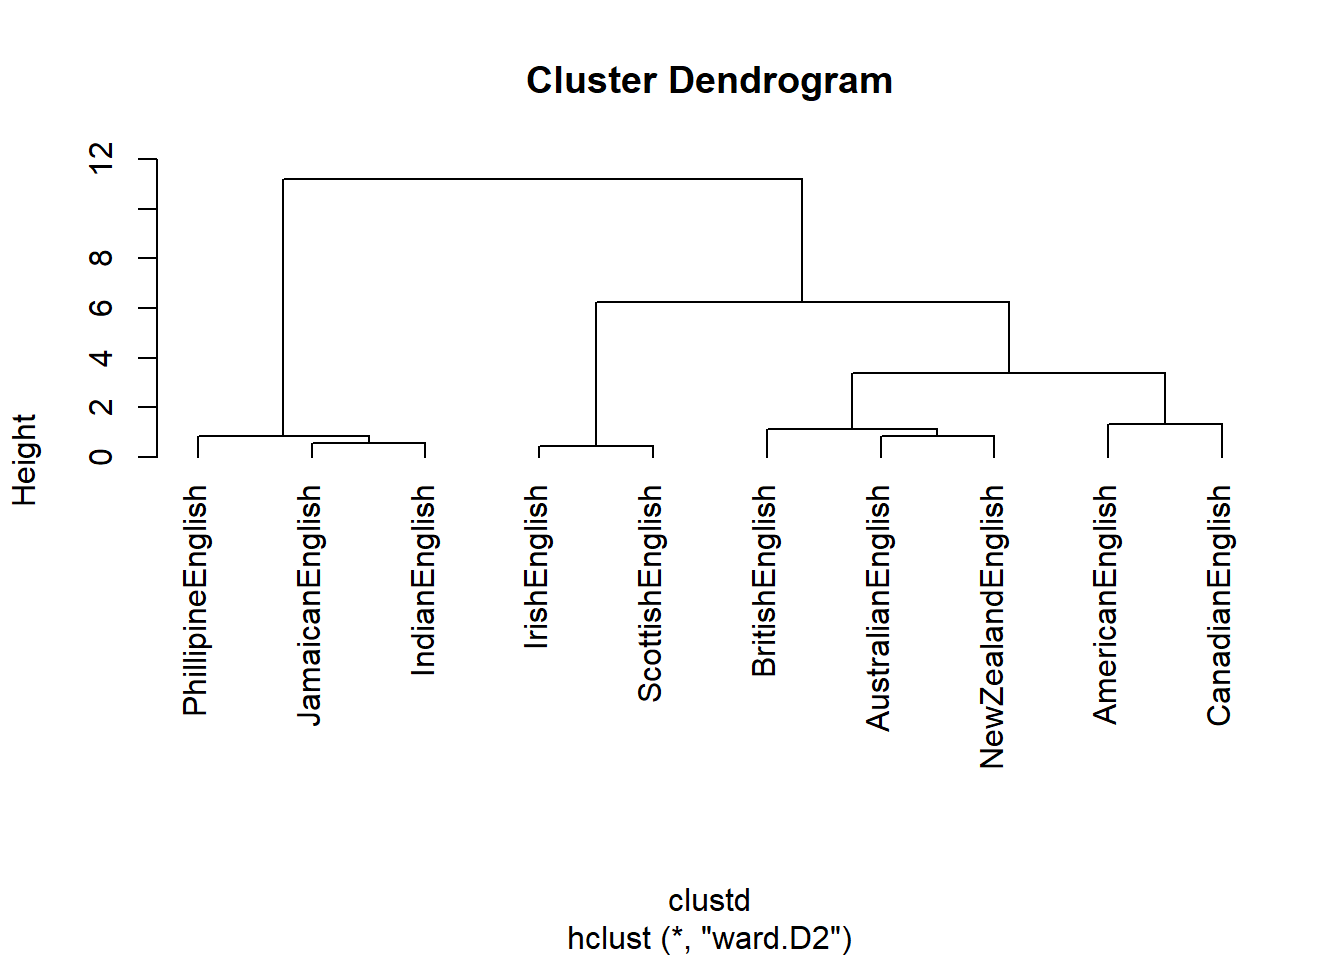 Cluster Dendrogram
12
8
6
4
2
0
Height
PhillipineEnglish
JamaicanEnglish
IndianEnglish
IrishEnglish
ScottishEnglish
BritishEnglish
AustralianEnglish
NewZealandEnglish
AmericanEnglish
CanadianEnglish
clustd
hclust (*, "ward.D2")